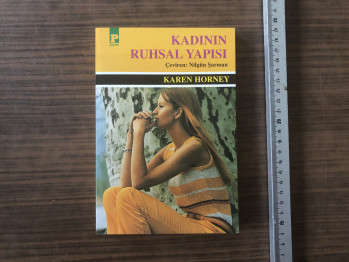 P
KADININ
RUHSAL YAPISI
Çeviren: Nilgün Şarman
KAREN HORNEY